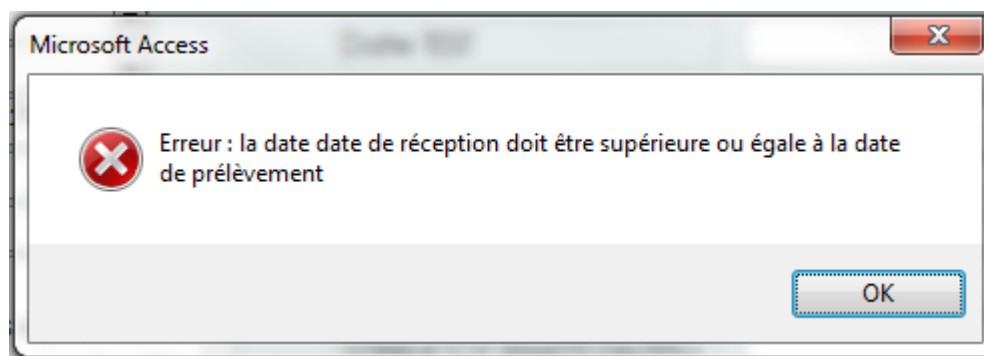 Microsoft Access
Erreur : la date date de réception doit être supérieure ou égale à la date
de prélèvement
OK